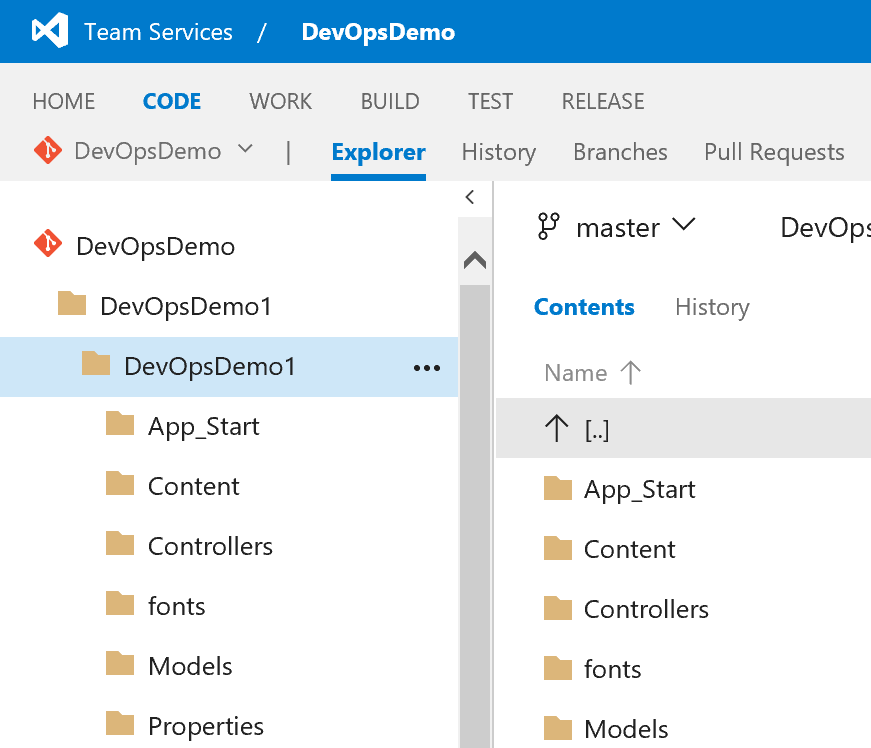 Team Services / DevOpsDemo
HOME CODE WORK BUILD TEST RELEASE
DevOpsDemo | Explorer History Branches Pull Requests
DevOpsDemo
DevOpsDemo1
DevOpsDemo1 •••
App_Start
Content
Controllers
fonts
Models
Properties
master DevOps
Contents History
Name
[..]
App_Start
Content
Controllers
fonts
Models